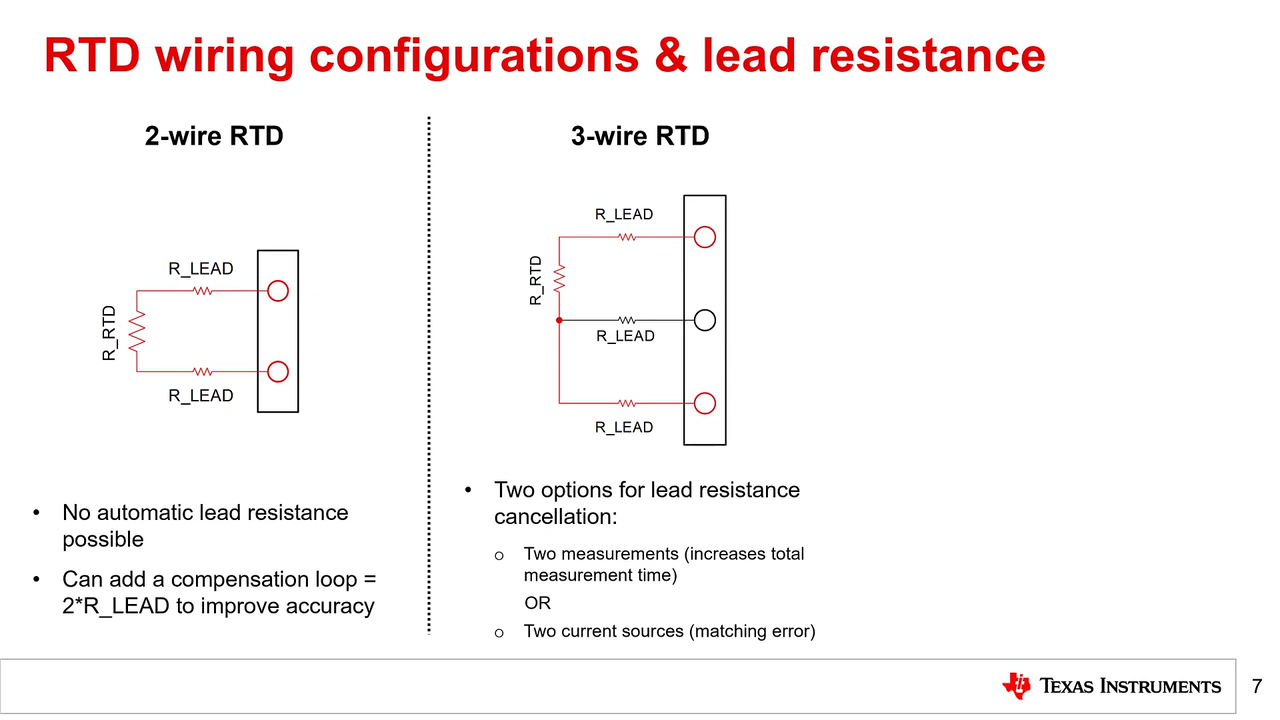 RTD wiring configurations & lead resistance
2-wire RTD
R_LEAD
R_RTD
R_LEAD
• No automatic lead resistance
possible
• Can add a compensation loop =
2*R_LEAD to improve accuracy
3-wire RTD
R_LEAD
R_RTD
R_LEAD
R_LEAD
• Two options for lead resistance
cancellation:
o Two measurements (increases total
measurement time)
OR
o Two current sources (matching error)
TEXAS INSTRUMENTS
7